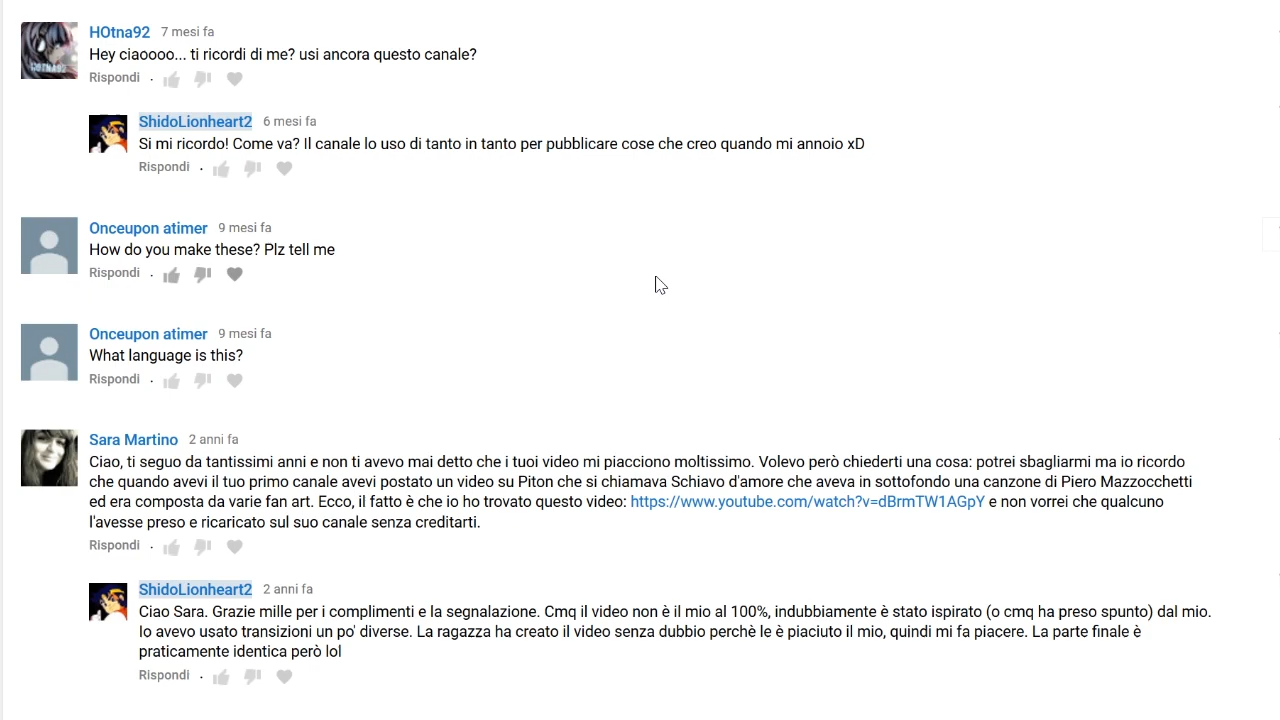 HOtna92 7 mesi fa
Hey ciaoooo... ti ricordi di me? usi ancora questo canale?
Rispondi .
ShidoLionheart2 6 mesi fa
Si mi ricordo! Come va? Il canale lo uso di tanto in tanto per pubblicare cose che creo quando mi annoio xD
Rispondi .
Onceupon atimer 9 mesi fa
How do you make these? Plz tell me
Rispondi .
Onceupon atimer 9 mesi fa
What language is this?
Rispondi .
Sara Martino 2 anni fa
Ciao, ti seguo da tantissimi anni e non ti avevo mai detto che i tuoi video mi piacciono moltissimo. Volevo però chiederti una cosa: potrei sbagliarmi ma io ricordo
che quando avevi il tuo primo canale avevi postato un video su Piton che si chiamava Schiavo d'amore che aveva in sottofondo una canzone di Piero Mazzocchetti
ed era composta da varie fan art. Ecco, il fatto è che io ho trovato questo video: https://www.youtube.com/watch?v=dBrmTW1AGpY e non vorrei che qualcuno
l'avesse preso e ricaricato sul suo canale senza creditarti.
Rispondi .
ShidoLionheart2 2 anni fa
Ciao Sara. Grazie mille per i complimenti e la segnalazione. Cmq il video non è il mio al 100%, indubbiamente è stato ispirato (o cmq ha preso spunto) dal mio.
Io avevo usato transizioni un po' diverse. La ragazza ha creato il video senza dubbio perchè le è piaciuto il mio, quindi mi fa piacere. La parte finale è
praticamente identica però lol
Rispondi .